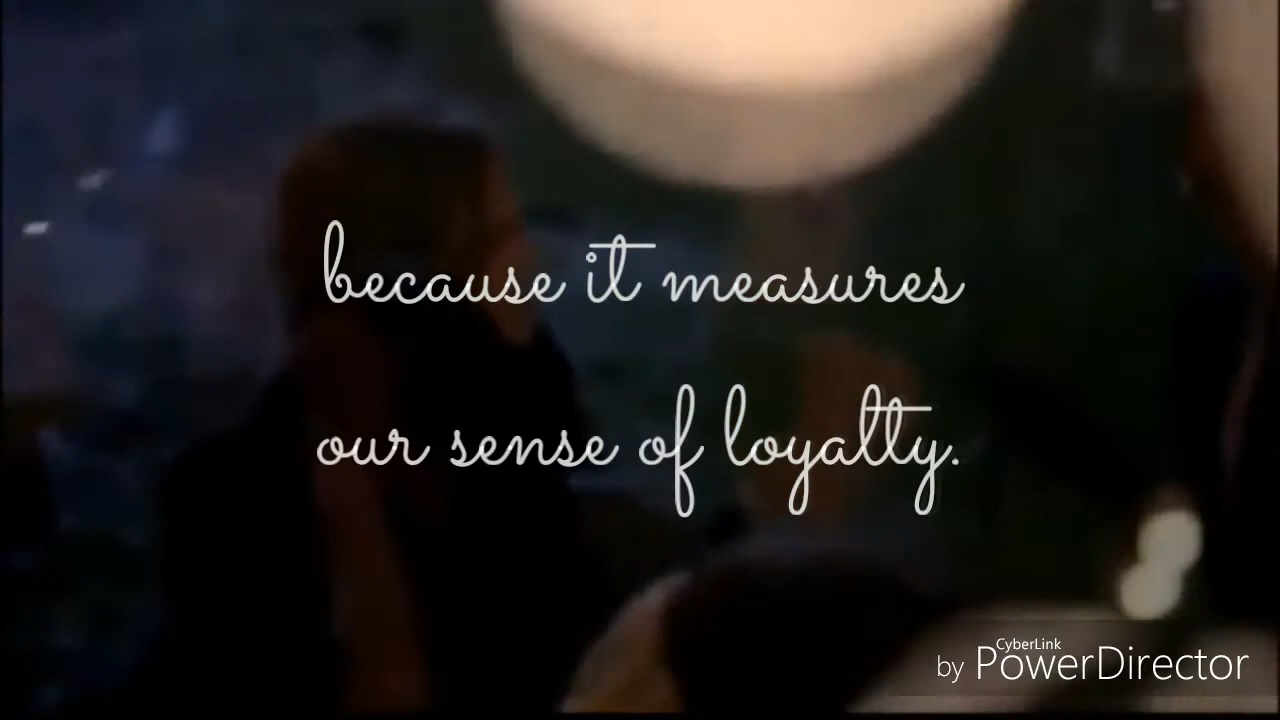 because it measures
our sense of loyalty.
CyberLink
by PowerDirector